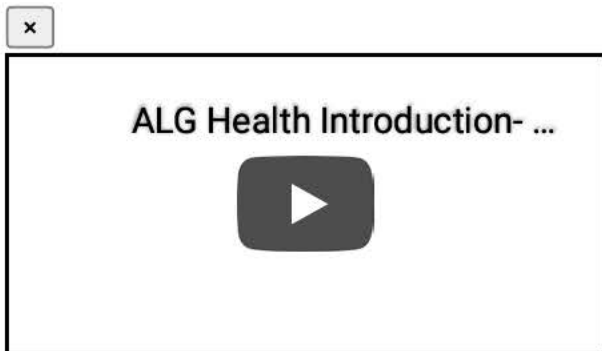 ×
ALG Health Introduction- ...